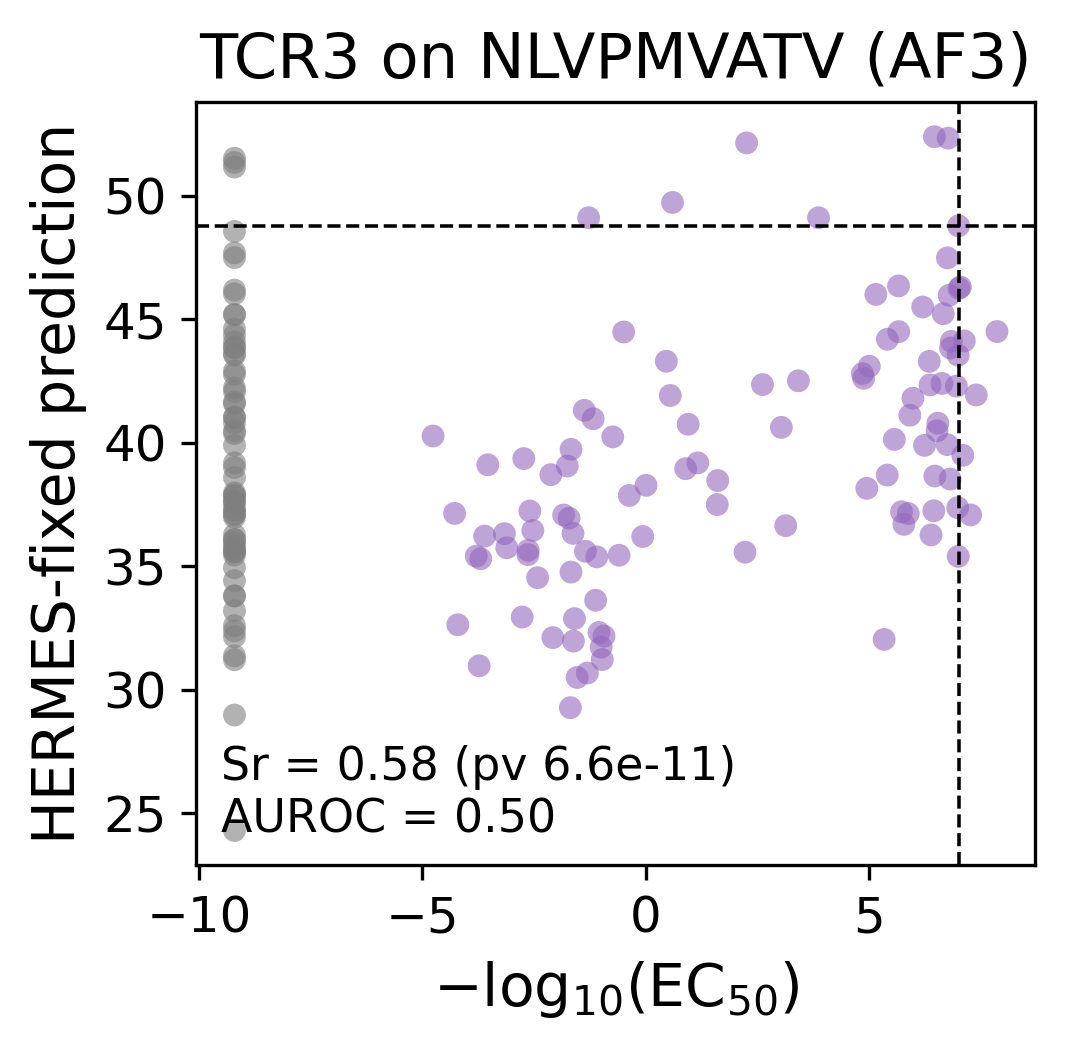 TCR3 on NLVPMVATV (AF3)
HERMES-fixed prediction
50
45
40
35
30
25
Sr = 0.58 (pv 6.6e-11)
AUROC = 0.50
−10
−5
0
5
−log₁₀(EC₅₀)